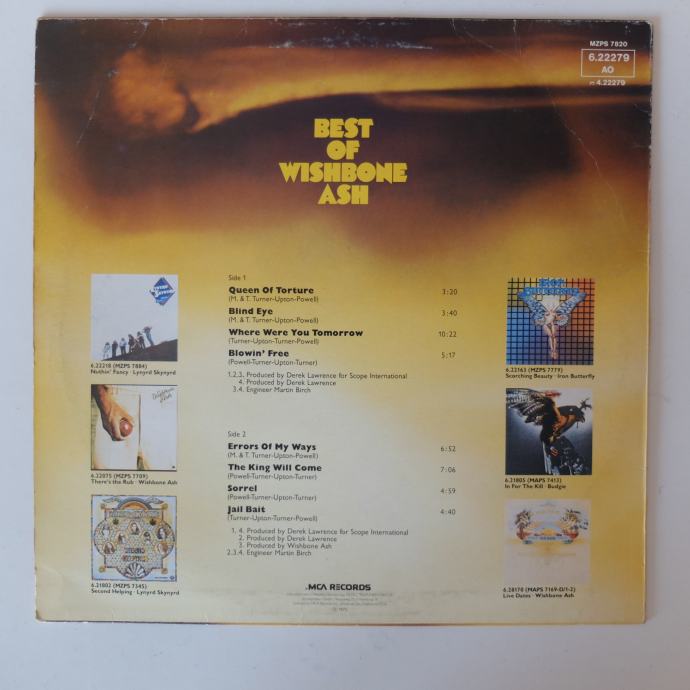 MZPS 7820
6.22279
AO
4.22279
BEST
OF
WISHBONE
ASH
Side 1
Queen Of Torture 3:20
(M. & T. Turner-Upton-Powell)
Blind Eye 3:40
(M. & T. Turner-Upton-Powell)
Where Were You Tomorrow 10:22
(Turner-Upton-Turner-Powell)
Blowin' Free 5:17
(Powell-Turner-Upton-Turner)
1.2.3. Produced by Derek Lawrence for Scope International
4. Produced by Derek Lawrence
3.4. Engineer Martin Birch
Side 2
Errors Of My Ways 6:52
(M. & T. Turner-Upton-Powell)
The King Will Come 7:06
(Powell-Turner-Upton-Turner)
Sorrel 4:59
(Powell-Turner-Upton-Turner)
Jail Bait 4:40
(Turner-Upton-Turner-Powell)
1. 4. Produced by Derek Lawrence for Scope International
2. Produced by Derek Lawrence
3. Produced by Wishbone Ash
2.3.4. Engineer Martin Birch
6.22218 (MZPS 7884)
Nuthin' Fancy · Lynyrd Skynyrd
6.22075 (MZPS 7709)
There's the Rub · Wishbone Ash
6.21802 (MZPS 7345)
Second Helping · Lynyrd Skynyrd
6.22163 (MZPS 7779)
Scorching Beauty · Iron Butterfly
6.21805 (MAPS 7413)
In For The Kill · Budgie
6.28170 (MAPS 7169-D/1-2)
Live Dates · Wishbone Ash
MCA RECORDS